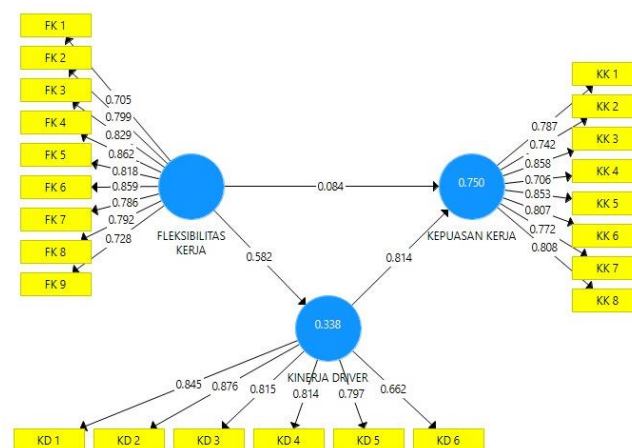 FK 1
FK 2
FK 3
FK 4
FK 5
FK 6
FK 7
FK 8
FK 9
0.705
0.799
0.829
0.862
0.818
0.859
0.786
0.792
0.728
FLEKSIBILITAS
KERJA
0.084
0.582
0.814
0.750
KEPUASAN KERJA
0.787
0.742
0.858
0.706
0.853
0.807
0.772
0.808
KK 1
KK 2
KK 3
KK 4
KK 5
KK 6
KK 7
KK 8
0.338
KINERJA DRIVER
0.845
0.876
0.815
0.814
0.797
0.662
KD 1
KD 2
KD 3
KD 4
KD 5
KD 6